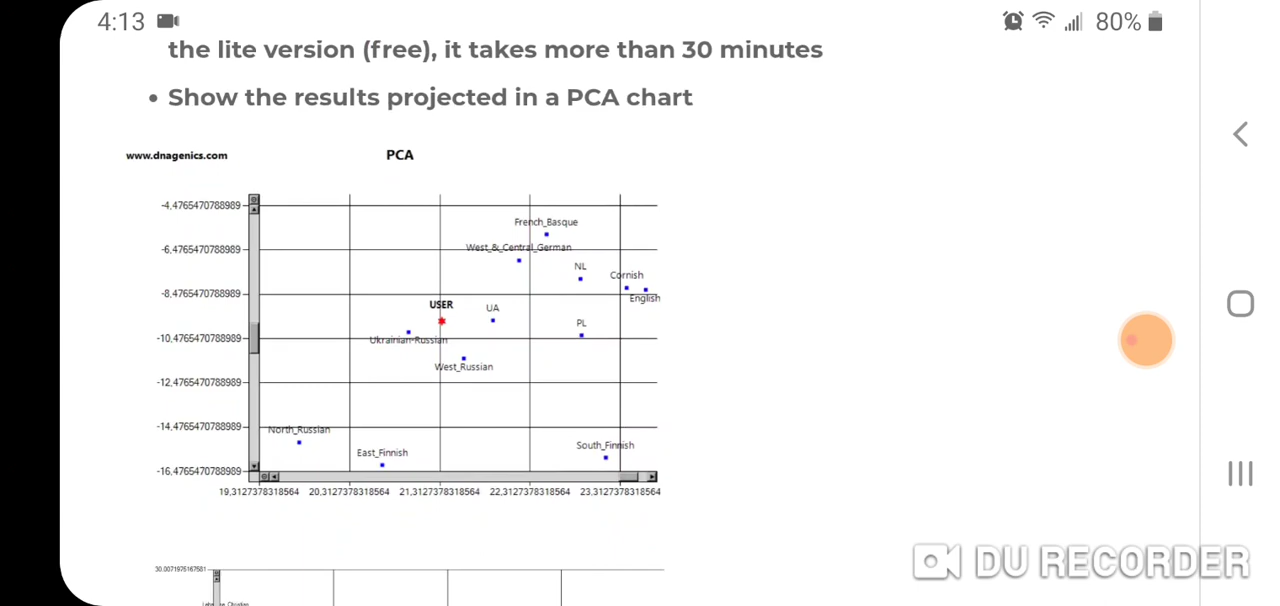 4:13
80%
the lite version (free), it takes more than 30 minutes
• Show the results projected in a PCA chart
www.dnagenics.com
PCA
-4,4765470788989
French_Basque
West_&_Central_German
-6,4765470788989
NL
Cornish
-8,4765470788989
English
USER
UA
PL
-10,4765470788989
Ukrainian-Russian
West_Russian
-12,4765470788989
-14,4765470788989
North_Russian
South_Finnish
East_Finnish
-16,4765470788989
19,3127378318564 20,3127378318564 21,3127378318564 22,3127378318564 23,3127378318564
DU RECORDER
30.0071975167581